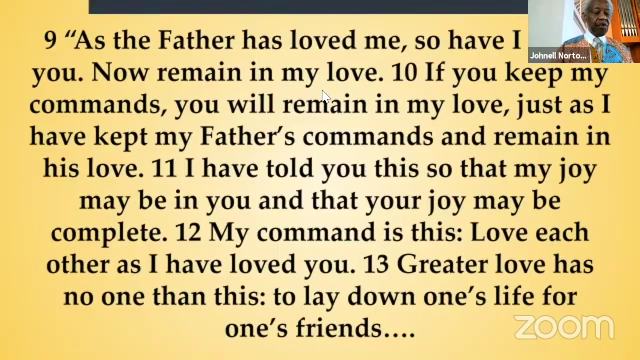 9 “As the Father has loved me, so have I
you. Now remain in my love. 10 If you keep my
commands, you will remain in my love, just as I
have kept my Father’s commands and remain in
his love. 11 I have told you this so that my joy
may be in you and that your joy may be
complete. 12 My command is this: Love each
other as I have loved you. 13 Greater love has
no one than this: to lay down one’s life for
one’s friends….
Johnell Norto...
zoom